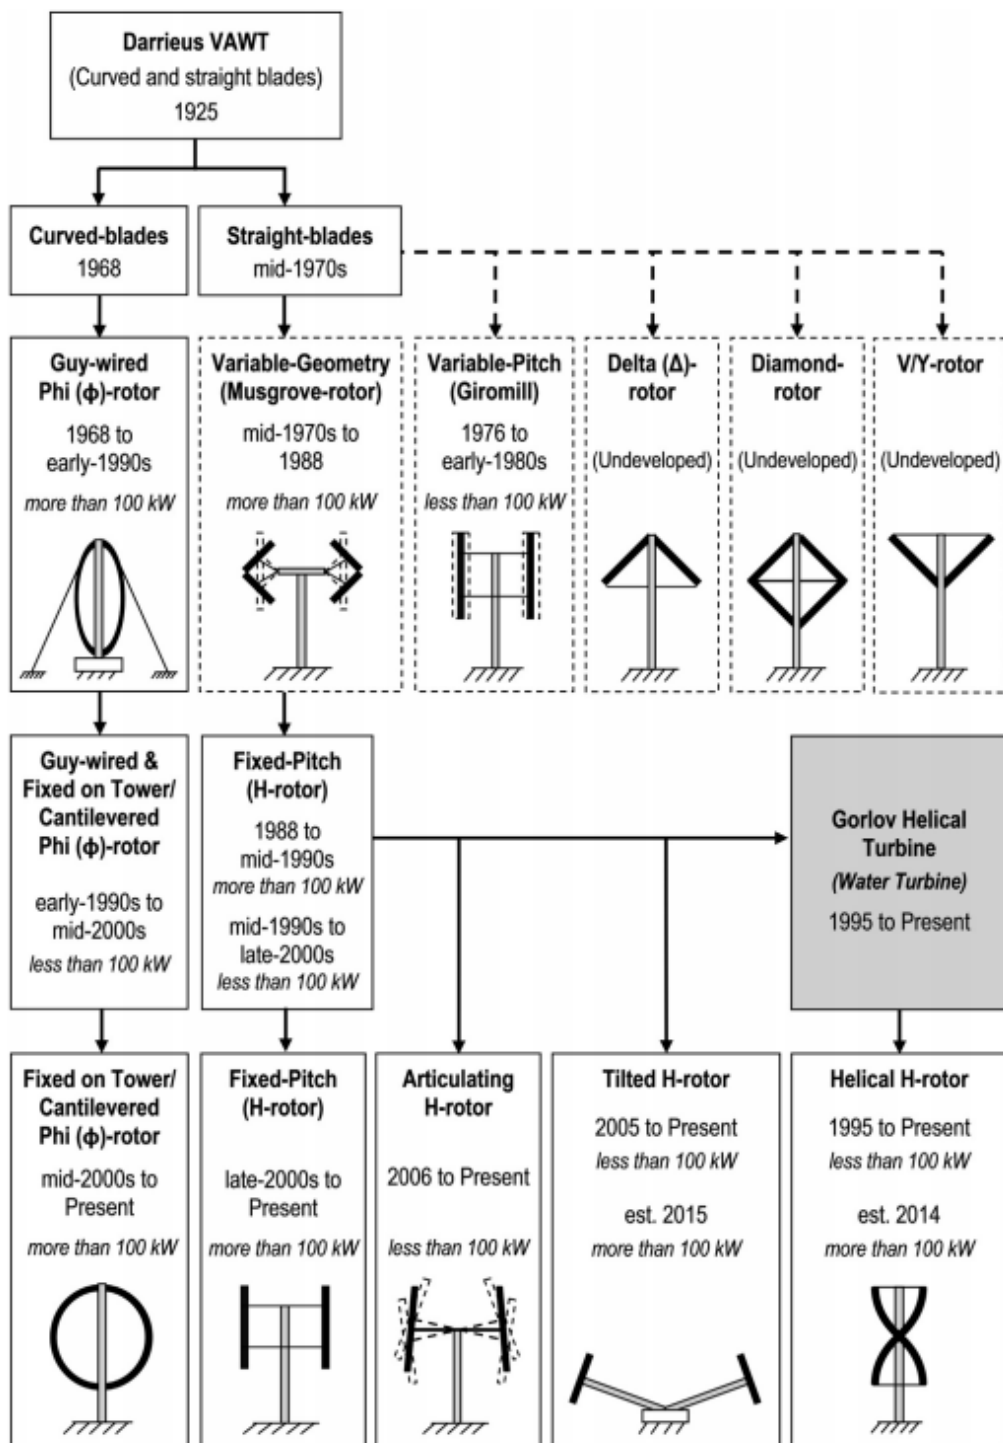 Darrieus VAWT
(Curved and straight blades)
1925
Curved-blades
1968
Straight-blades
mid-1970s
Guy-wired
Phi (ϕ)-rotor
1968 to
early-1990s
more than 100 kW
Variable-Geometry
(Musgrove-rotor)
mid-1970s to
1988
more than 100 kW
Variable-Pitch
(Giromill)
1976 to
early-1980s
less than 100 kW
Delta (Δ)-
rotor
(Undeveloped)
Diamond-
rotor
(Undeveloped)
V/Y-rotor
(Undeveloped)
Guy-wired &
Fixed on Tower/
Cantilevered
Phi (ϕ)-rotor
early-1990s to
mid-2000s
less than 100 kW
Fixed-Pitch
(H-rotor)
1988 to
mid-1990s
more than 100 kW
mid-1990s to
late-2000s
less than 100 kW
Gorlov Helical
Turbine
(Water Turbine)
1995 to Present
Fixed on Tower/
Cantilevered
Phi (ϕ)-rotor
mid-2000s to
Present
more than 100 kW
Fixed-Pitch
(H-rotor)
late-2000s to
Present
more than 100 kW
Articulating
H-rotor
2006 to Present
less than 100 kW
Tilted H-rotor
2005 to Present
less than 100 kW
est. 2015
more than 100 kW
Helical H-rotor
1995 to Present
less than 100 kW
est. 2014
more than 100 kW